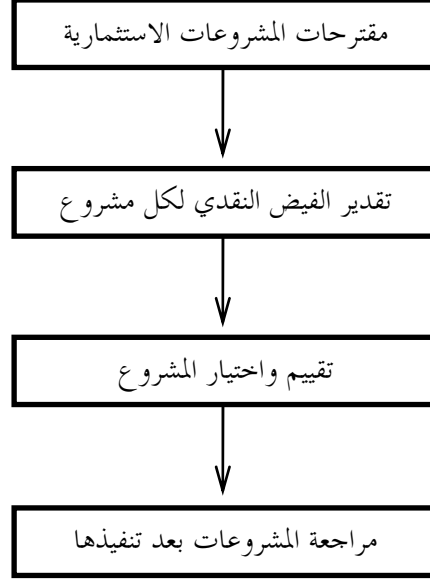 مقترحات المشروعات الاستثمارية
تقدير الفيض النقدي لكل مشروع
تقييم واختيار المشروع
مراجعة المشروعات بعد تنفيذها